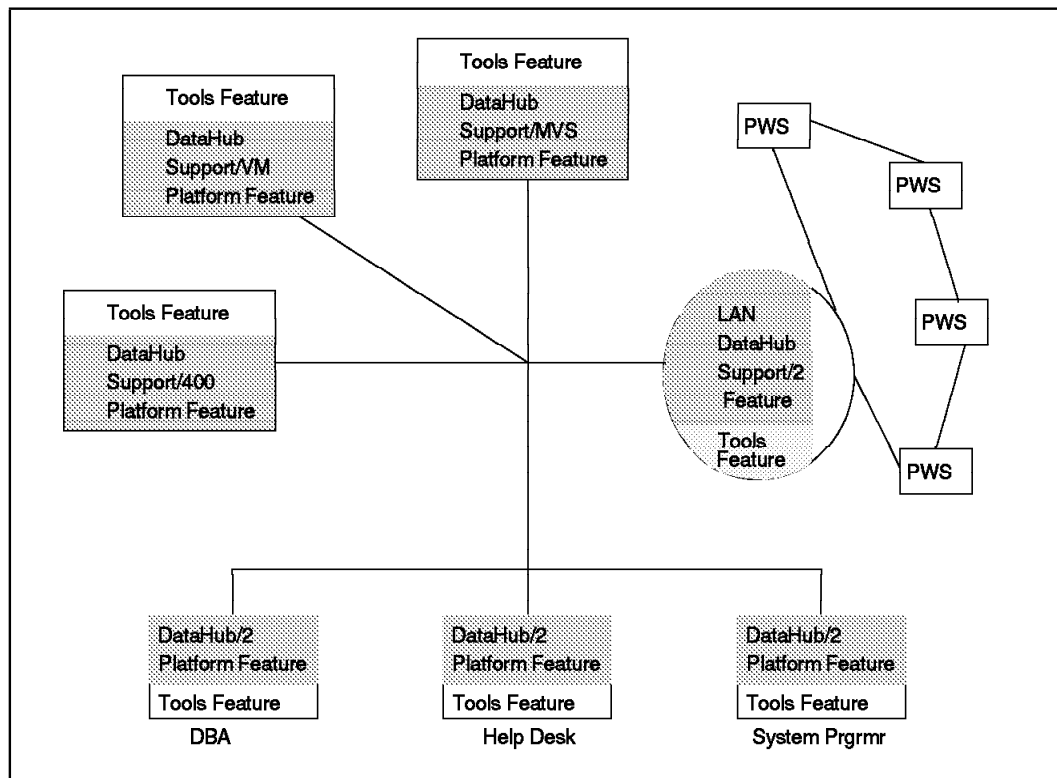 Tools Feature
DataHub
Support/MVS
Platform Feature
Tools Feature
DataHub
Support/VM
Platform Feature
PWS
PWS
PWS
PWS
Tools Feature
DataHub
Support/400
Platform Feature
LAN
DataHub
Support/2
Feature
Tools
Feature
DataHub/2
Platform Feature
Tools Feature
DBA
DataHub/2
Platform Feature
Tools Feature
Help Desk
DataHub/2
Platform Feature
Tools Feature
System Prgrmr